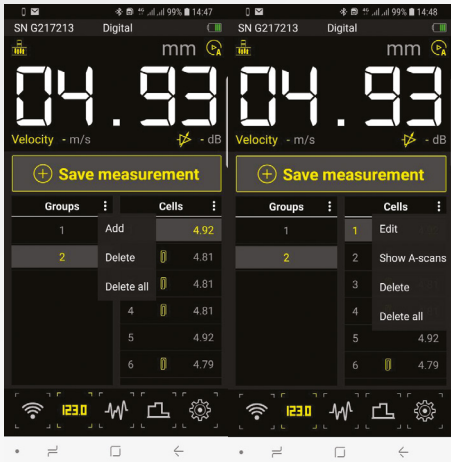 99% 14:47
SN G217213 Digital
mm
04.93
Velocity - m/s - dB
Save measurement
Groups Cells
1 Add 4.92
2 Delete 4.81
Delete all 4.81
4 4.81
5 4.92
6 4.79
123.0
99% 14:48
SN G217213 Digital
mm
04.93
Velocity - m/s - dB
Save measurement
Groups Cells
1 1 Edit
2 2 Show A-scans
3 Delete
4 Delete all
5 4.92
6 4.79
123.0